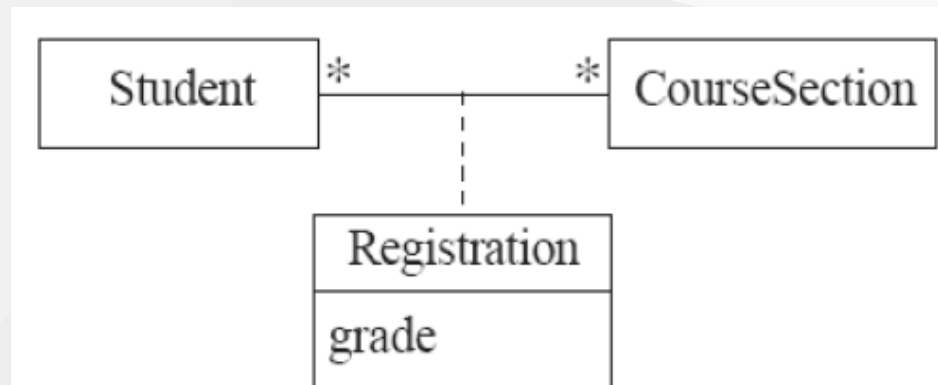 Student
*
*
CourseSection
Registration
grade